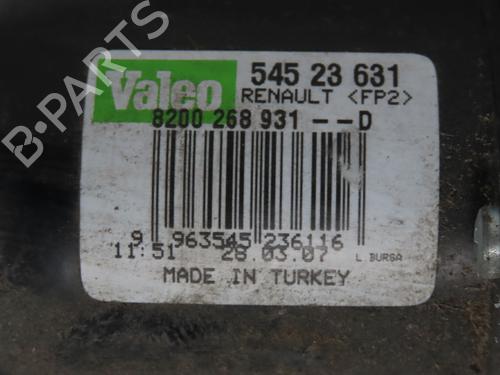 B-PARTS
Valeo
545 23 631
RENAULT <FP2>
8200 268 931 - - D
9 963545 236116
11:51 28.03.07 L BURSA
MADE IN TURKEY